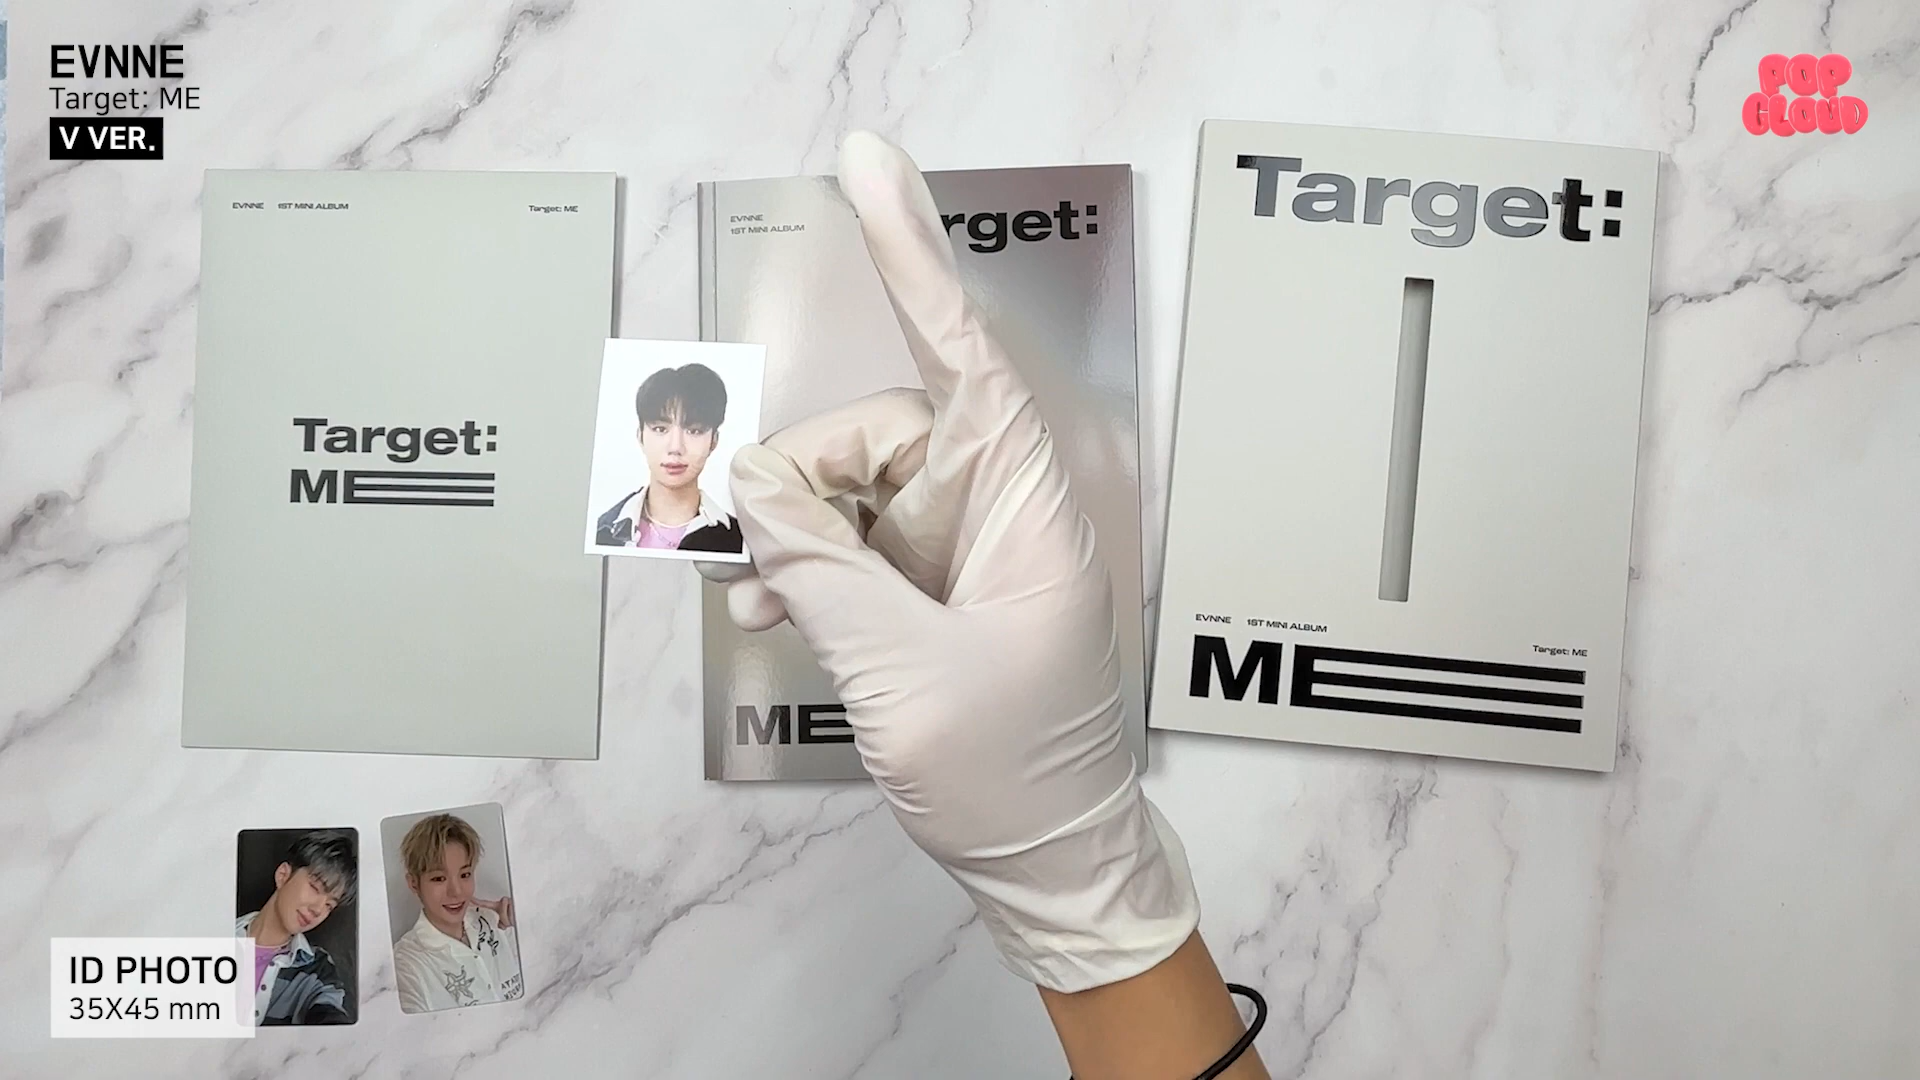 EVNNE
Target: ME
V VER.
POP
CLOUD
EVNNE 1ST MINI ALBUM Target: ME
Target:
ME
EVNNE
1ST MINI ALBUM
rget:
ME
Target:
EVNNE 1ST MINI ALBUM
Target: ME
ME
ID PHOTO
35X45 mm